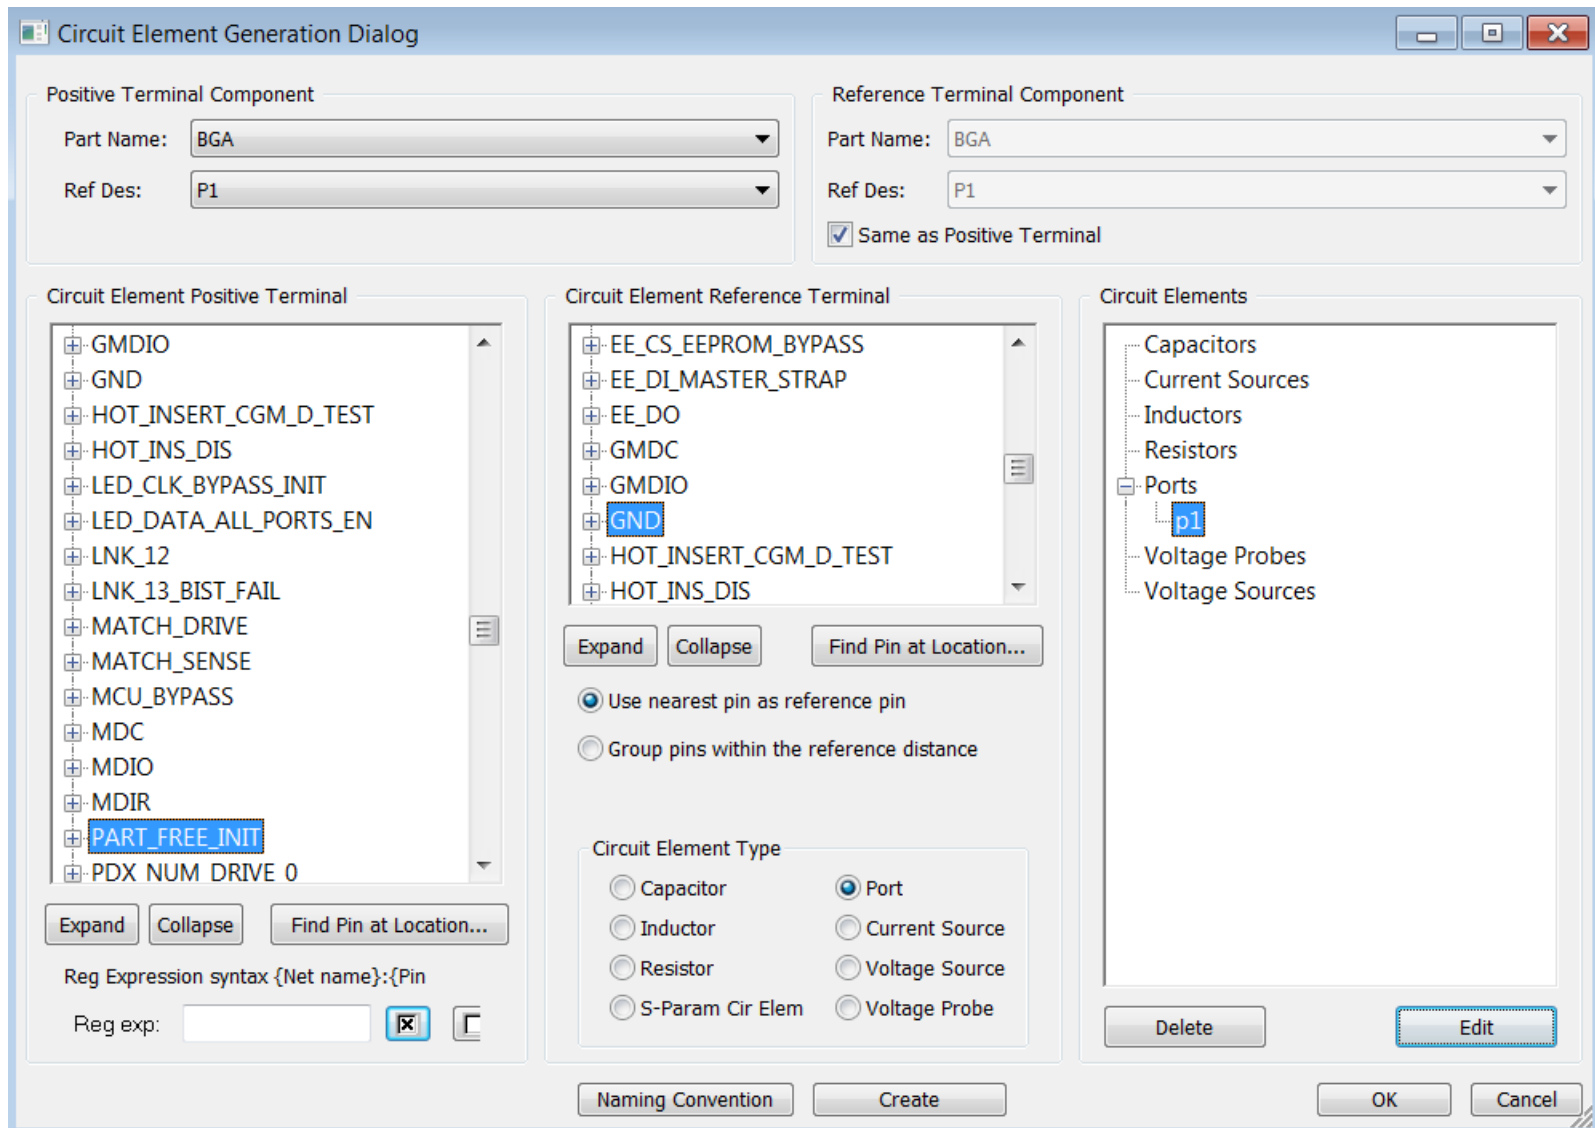 Circuit Element Generation Dialog
Positive Terminal Component
Part Name: BGA
Ref Des: P1
Reference Terminal Component
Part Name: BGA
Ref Des: P1
Same as Positive Terminal
Circuit Element Positive Terminal
GMDIO
GND
HOT_INSERT_CGM_D_TEST
HOT_INS_DIS
LED_CLK_BYPASS_INIT
LED_DATA_ALL_PORTS_EN
LNK_12
LNK_13_BIST_FAIL
MATCH_DRIVE
MATCH_SENSE
MCU_BYPASS
MDC
MDIO
MDIR
PART_FREE_INIT
PDX_NUM_DRIVE_0
Expand Collapse Find Pin at Location...
Reg Expression syntax {Net name}:{Pin
Reg exp:
Circuit Element Reference Terminal
EE_CS_EEPROM_BYPASS
EE_DI_MASTER_STRAP
EE_DO
GMDC
GMDIO
GND
HOT_INSERT_CGM_D_TEST
HOT_INS_DIS
Expand Collapse Find Pin at Location...
Use nearest pin as reference pin
Group pins within the reference distance
Circuit Element Type
Capacitor Port
Inductor Current Source
Resistor Voltage Source
S-Param Cir Elem Voltage Probe
Circuit Elements
Capacitors
Current Sources
Inductors
Resistors
Ports
p1
Voltage Probes
Voltage Sources
Delete Edit
Naming Convention Create OK Cancel